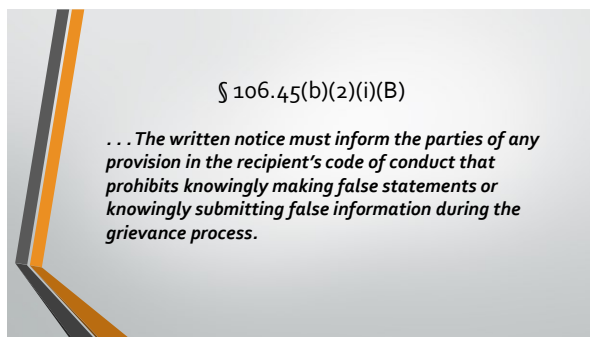 § 106.45(b)(2)(i)(B)
. . . The written notice must inform the parties of any
provision in the recipient's code of conduct that
prohibits knowingly making false statements or
knowingly submitting false information during the
grievance process.